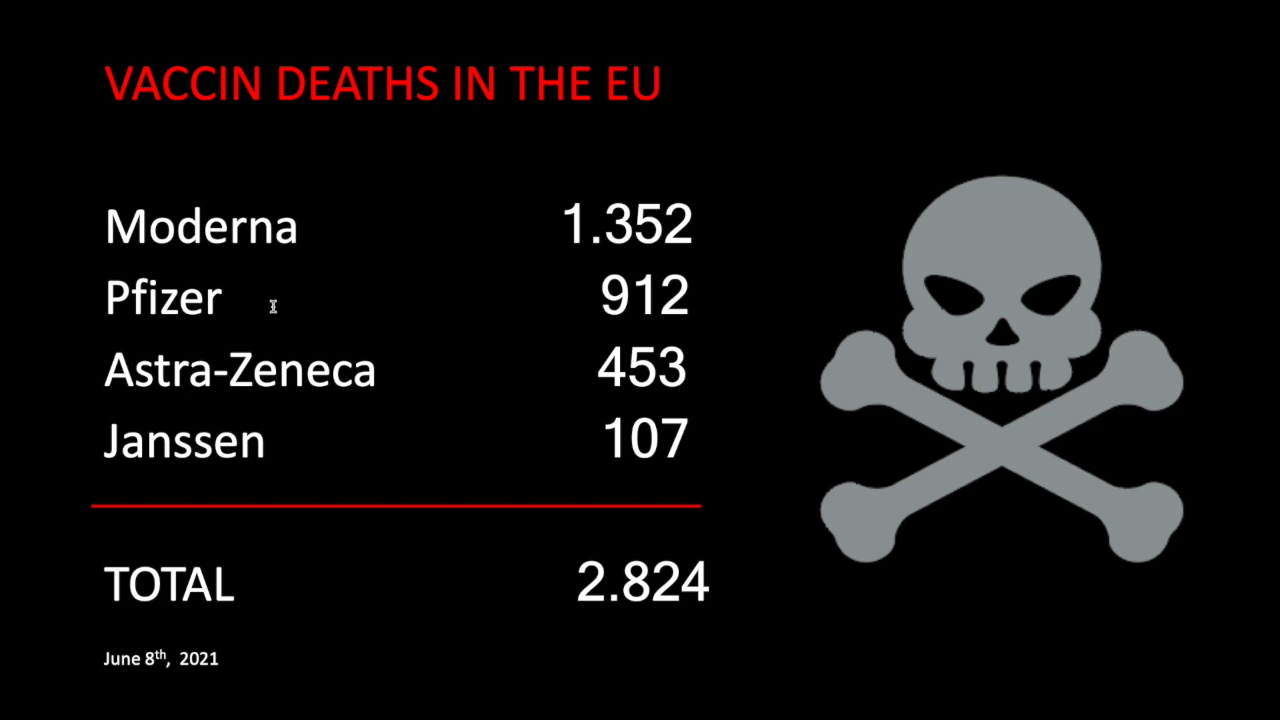 VACCIN DEATHS IN THE EU
Moderna 1.352
Pfizer 912
Astra-Zeneca 453
Janssen 107
TOTAL 2.824
June 8th, 2021